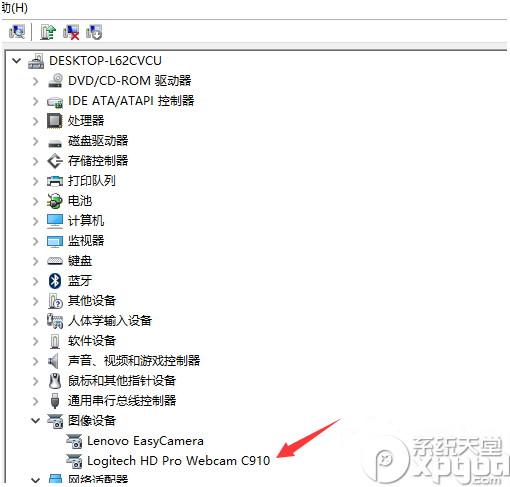 助(H)
DESKTOP-L62CVCU
DVD/CD-ROM 驱动器
IDE ATA/ATAPI 控制器
处理器
磁盘驱动器
存储控制器
打印队列
电池
计算机
监视器
键盘
蓝牙
其他设备
人体学输入设备
软件设备
声音、视频和游戏控制器
鼠标和其他指针设备
通用串行总线控制器
图像设备
Lenovo EasyCamera
Logitech HD Pro Webcam C910
网络适配器
系统天堂